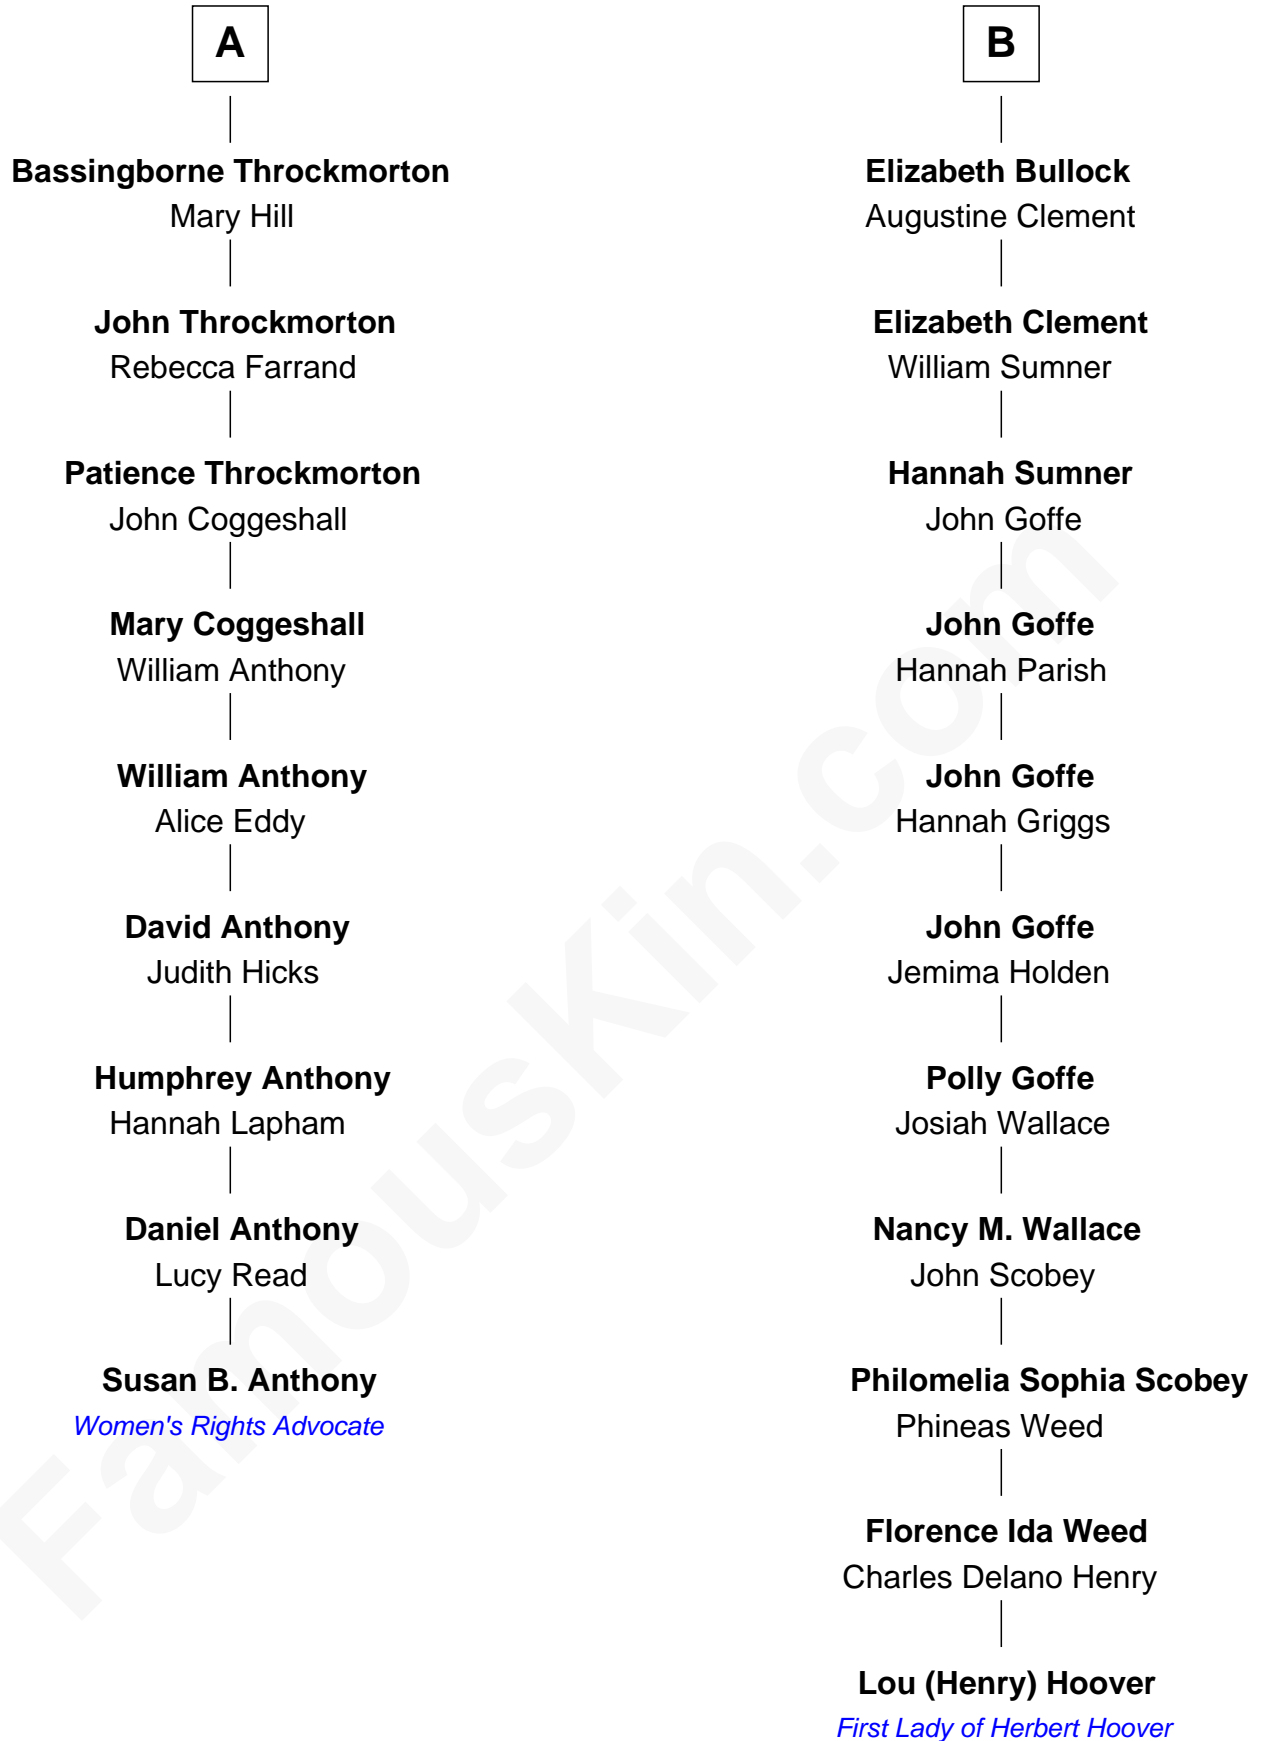 A
Bassingborne Throckmorton
Mary Hill
John Throckmorton
Rebecca Farrand
Patience Throckmorton
John Coggeshall
Mary Coggeshall
William Anthony
William Anthony
Alice Eddy
David Anthony
Judith Hicks
Humphrey Anthony
Hannah Lapham
Daniel Anthony
Lucy Read
Susan B. Anthony
Women's Rights Advocate
B
Elizabeth Bullock
Augustine Clement
Elizabeth Clement
William Sumner
Hannah Sumner
John Goffe
John Goffe
Hannah Parish
John Goffe
Hannah Griggs
John Goffe
Jemima Holden
Polly Goffe
Josiah Wallace
Nancy M. Wallace
John Scobey
Philomelia Sophia Scobey
Phineas Weed
Florence Ida Weed
Charles Delano Henry
Lou (Henry) Hoover
First Lady of Herbert Hoover
FamousKin.com